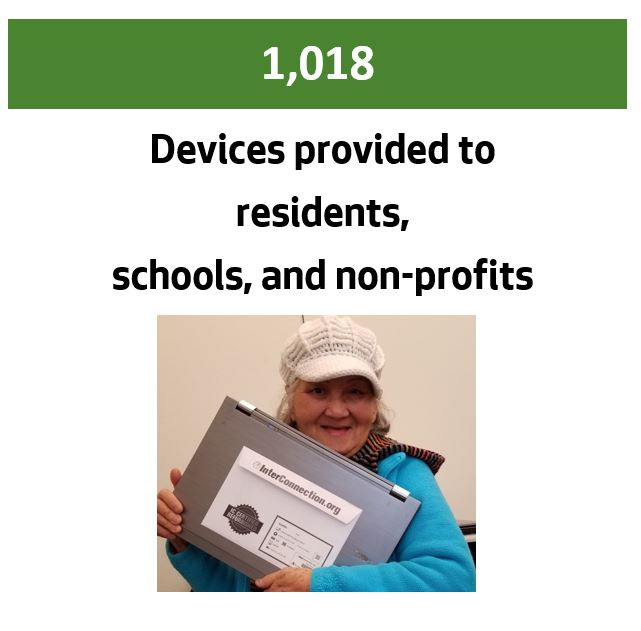 1,018
Devices provided to
residents,
schools, and non-profits
InterConnection.org